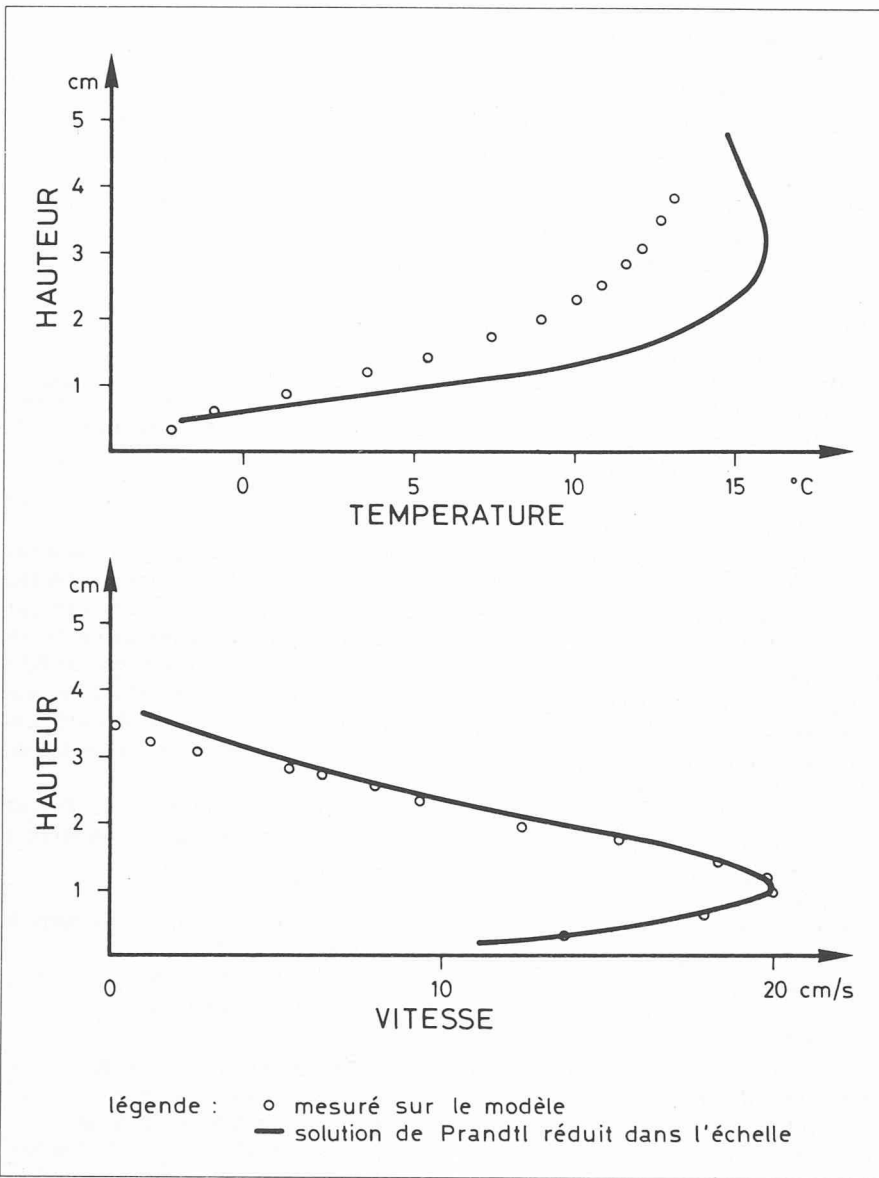 cm
5
4
3
2
1
HAUTEUR
0 5 10 15 °C
TEMPERATURE
cm
5
4
3
2
1
HAUTEUR
0 10 20 cm/s
VITESSE
légende : o mesuré sur le modèle
solution de Prandtl réduit dans l'échelle